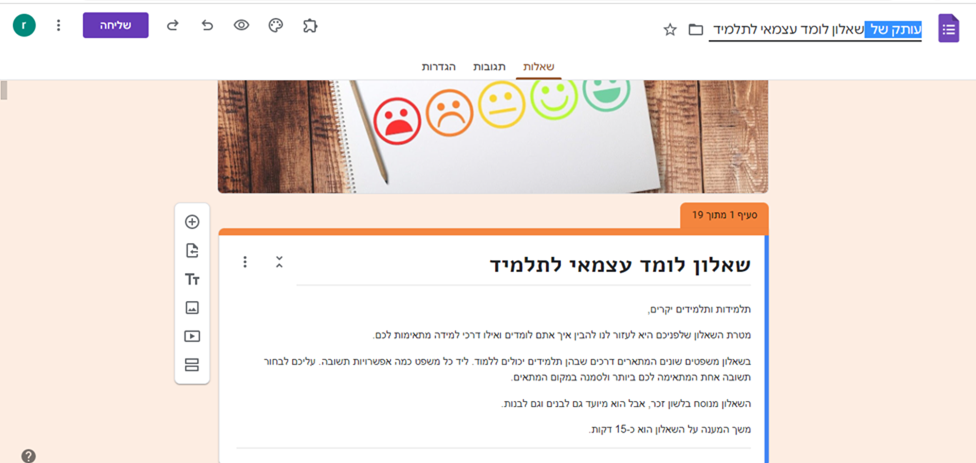 עותק של שאלון לומד עצמאי לתלמיד
שליחה
r
שאלות תגובות הגדרות
סעיף 1 מתוך 19
שאלון לומד עצמאי לתלמיד
תלמידות ותלמידים יקרים,
מטרת השאלון שלפניכם היא לעזור לנו להבין איך אתם לומדים ואילו דרכי למידה מתאימות לכם.
בשאלון משפטים שונים המתארים דרכים שבהן תלמידים יכולים ללמוד. ליד כל משפט כמה אפשרויות תשובה. עליכם לבחור
תשובה אחת המתאימה לכם ביותר ולסמנה במקום המתאים.
השאלון מנוסח בלשון זכר, אבל הוא מיועד גם לבנים וגם לבנות.
משך המענה על השאלון הוא כ-15 דקות.
Tт